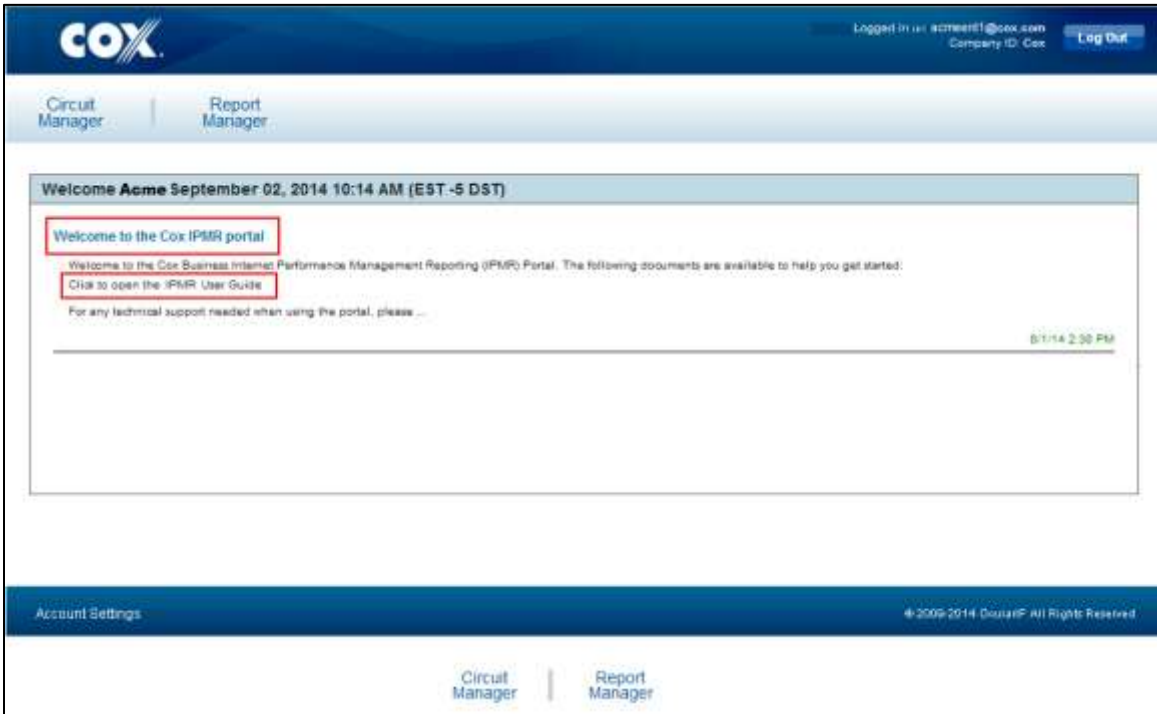 COX
Logged in as: acmeent1@cox.com
Company ID: Cox
Log Out
Circuit
Manager
Report
Manager
Welcome Acme September 02, 2014 10:14 AM (EST -5 DST)
Welcome to the Cox IPMR portal
Welcome to the Cox Business Internet Performance Management Reporting (IPMR) Portal. The following documents are available to help you get started:
Click to open the IPMR User Guide
For any technical support needed when using the portal, please ...
8/1/14 2:30 PM
Account Settings
© 2009-2014 All Rights Reserved
Circuit
Manager
Report
Manager